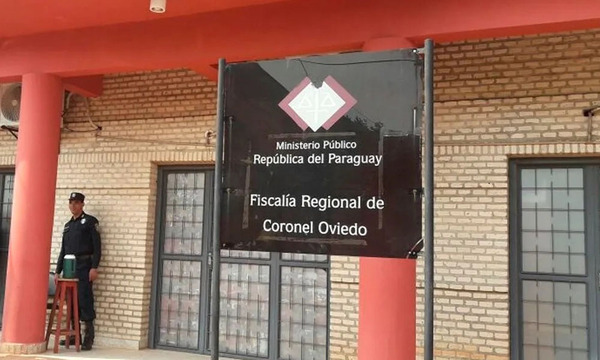 Ministerio Público
República del Paraguay
Fiscalía Regional de
Coronel Oviedo